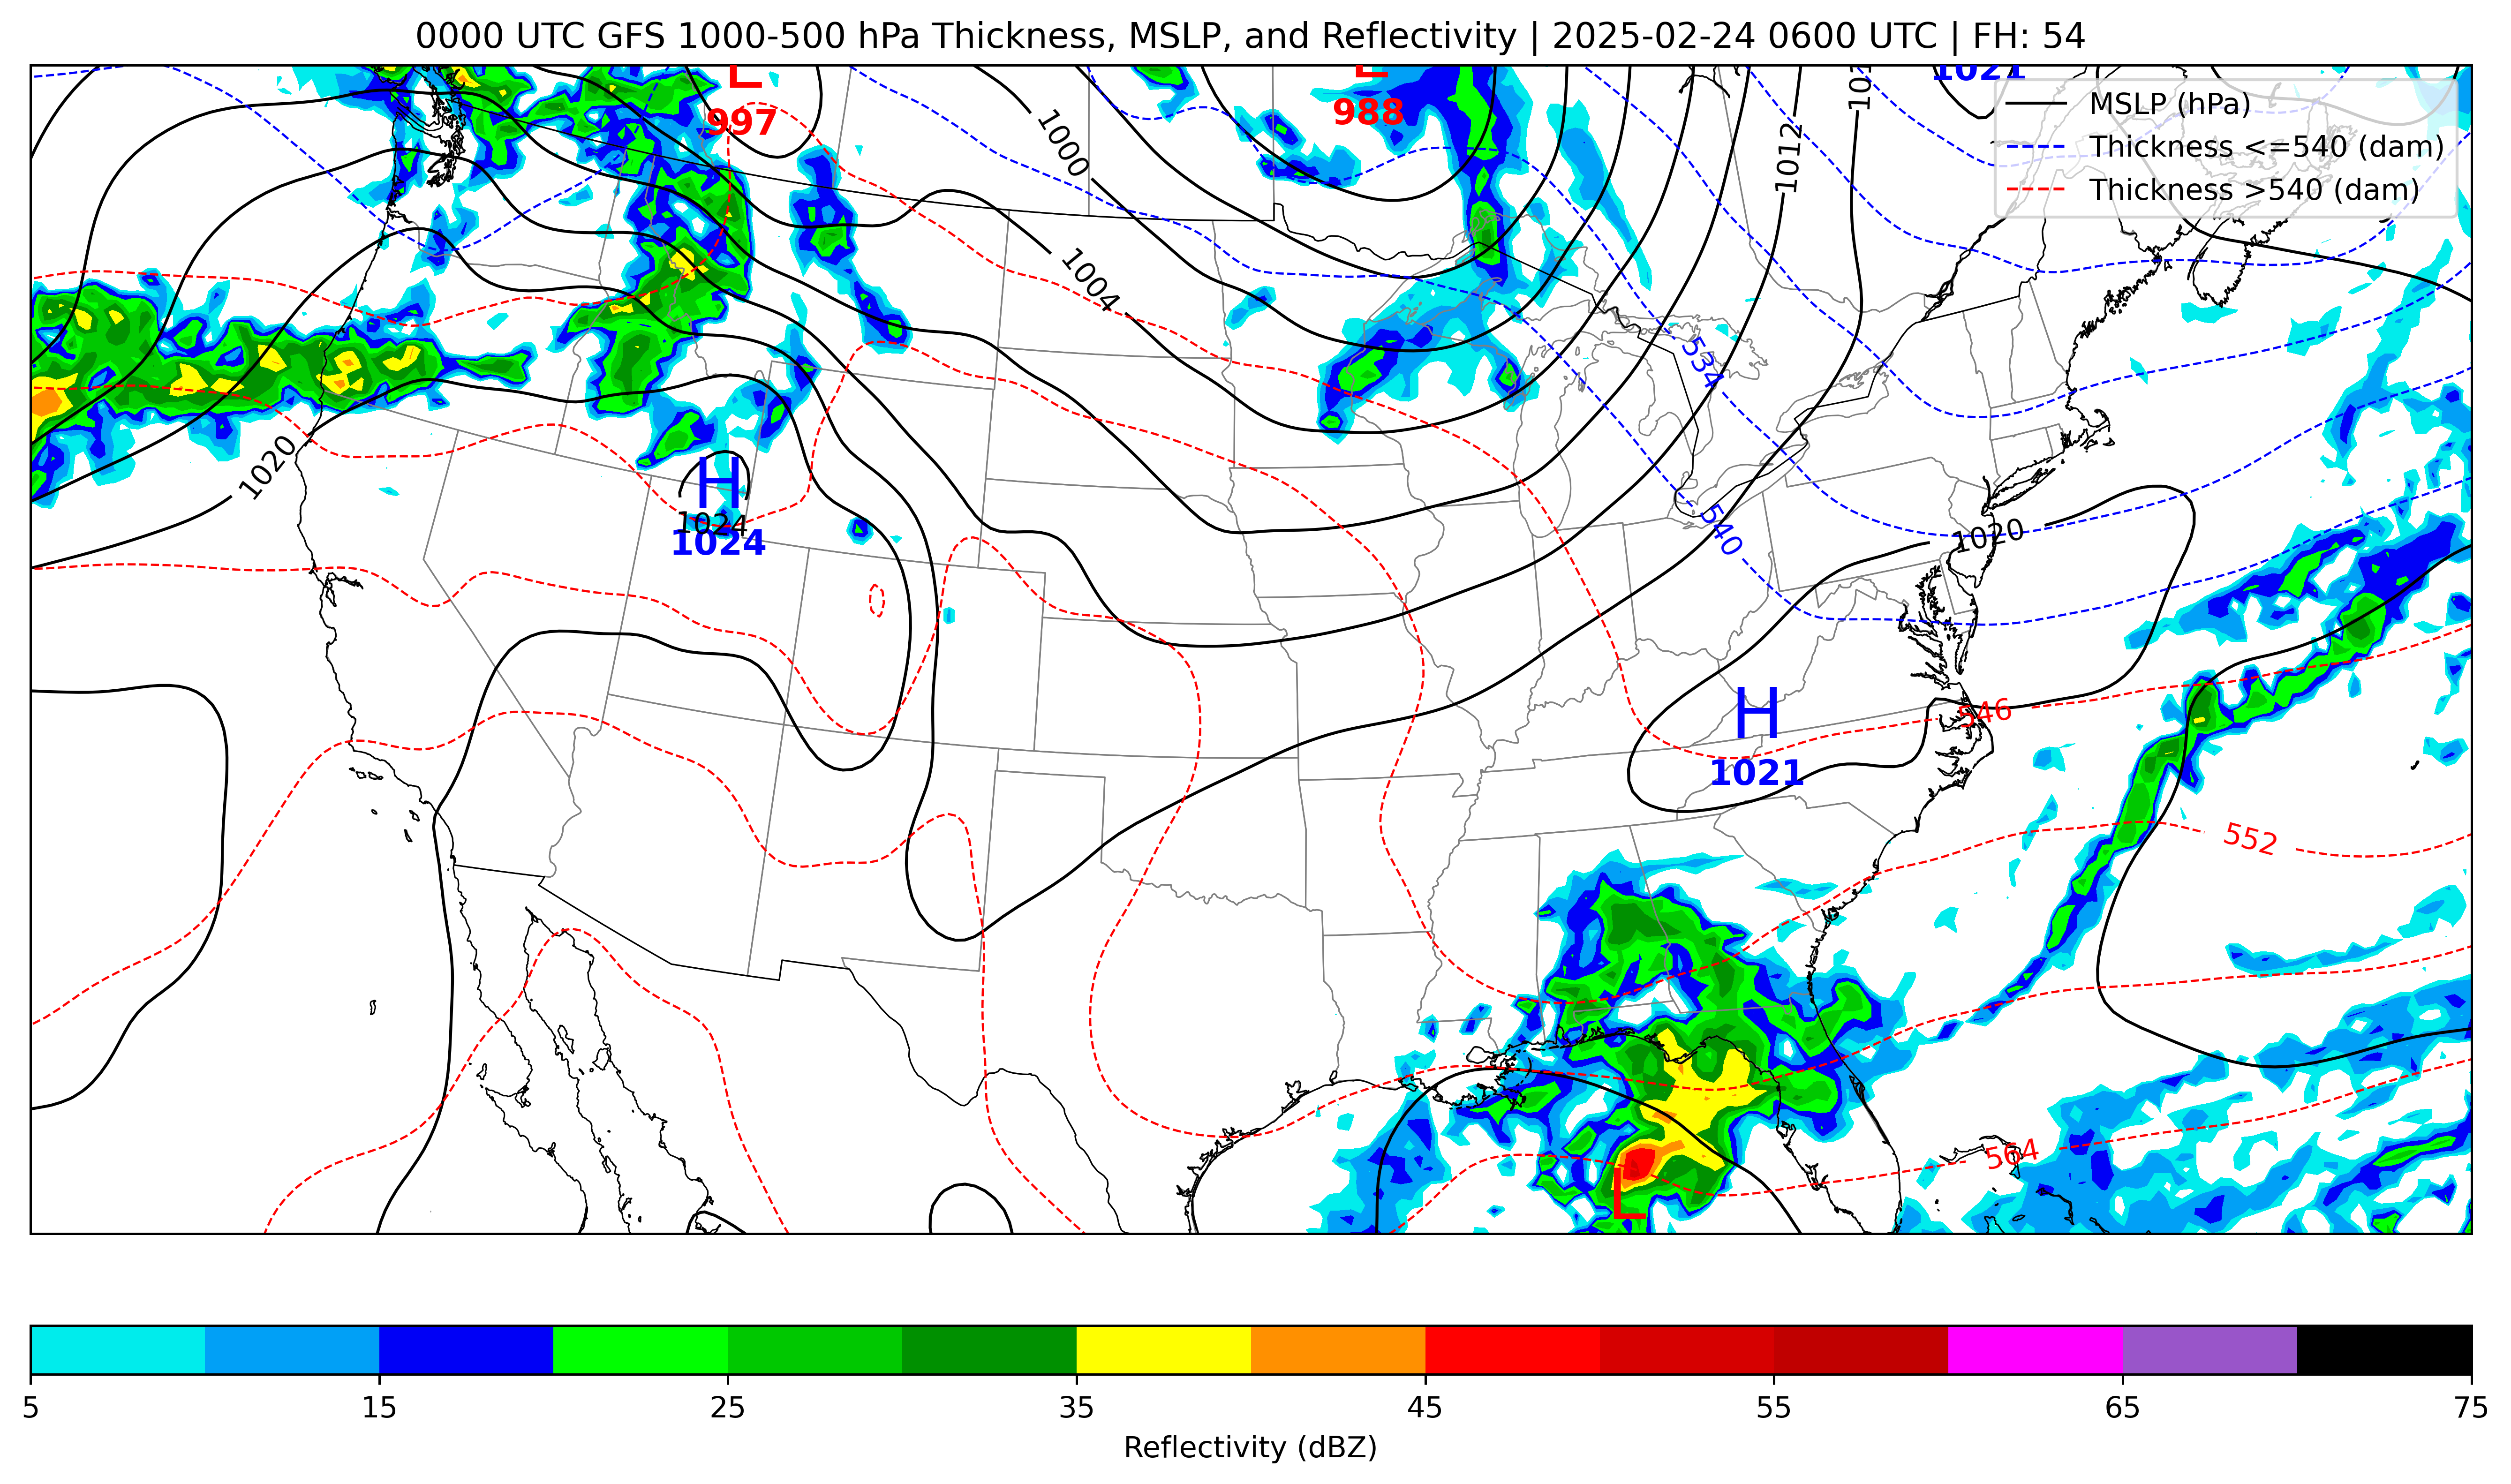 0000 UTC GFS 1000-500 hPa Thickness, MSLP, and Reflectivity | 2025-02-24 0600 UTC | FH: 54
L
997
L
988
1021
MSLP (hPa)
Thickness <=540 (dam)
Thickness >540 (dam)
1000
1012
1004
534
1020
H
1024
1024
540
1020
H
1021
546
552
564
L
5 15 25 35 45 55 65 75
Reflectivity (dBZ)